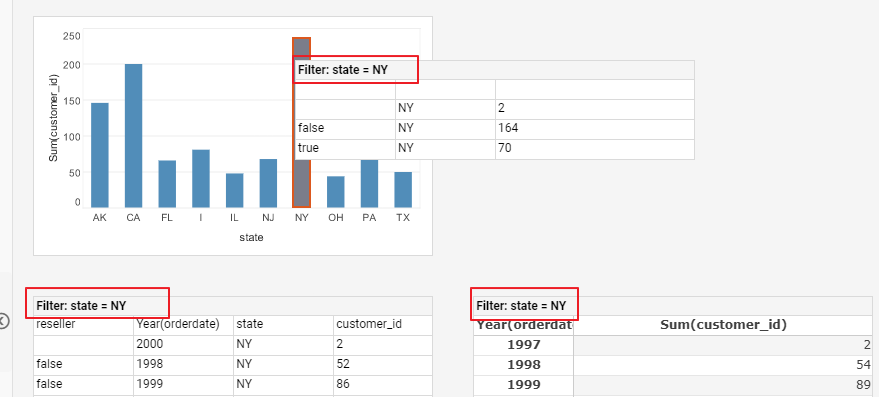 250
200
150
100
50
0
Sum(customer_id)
AK CA FL I IL NJ NY OH PA TX
state
Filter: state = NY
NY 2
false NY 164
true NY 70
Filter: state = NY
reseller Year(orderdate) state customer_id
2000 NY 2
false 1998 NY 52
false 1999 NY 86
Filter: state = NY
Year(orderdat Sum(customer_id)
1997 2
1998 54
1999 89